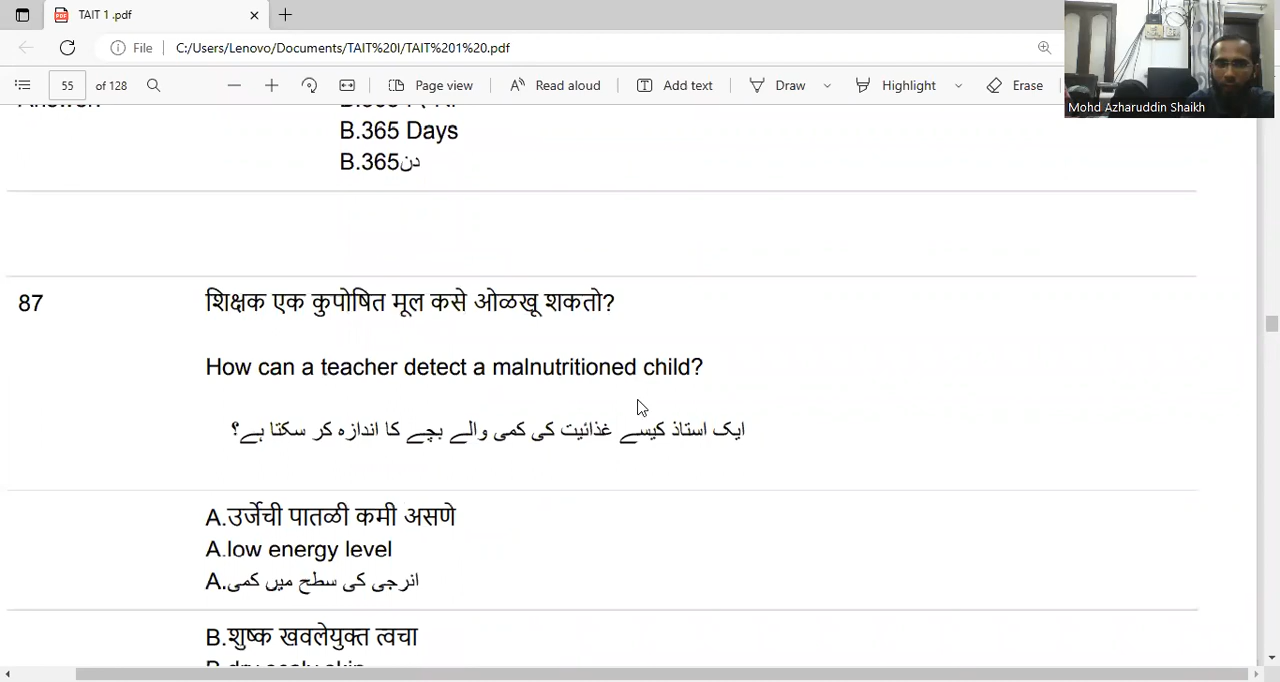 TAIT 1 .pdf
File C:/Users/Lenovo/Documents/TAIT%20I/TAIT%201%20.pdf
55 of 128 Page view Read aloud Add text Draw Highlight Erase
Mohd Azharuddin Shaikh
B.365 Days
B.365دن
87 शिक्षक एक कुपोषित मूल कसे ओळखू शकतो?
How can a teacher detect a malnutritioned child?
ایک استاذ کیسے غذائیت کی کمی والے بچے کا اندازہ کر سکتا ہے؟
A.उर्जेची पातळी कमी असणे
A.low energy level
A.انرجی کی سطح میں کمی
B.शुष्क खवलेयुक्त त्वचा
B.dry scaly skin